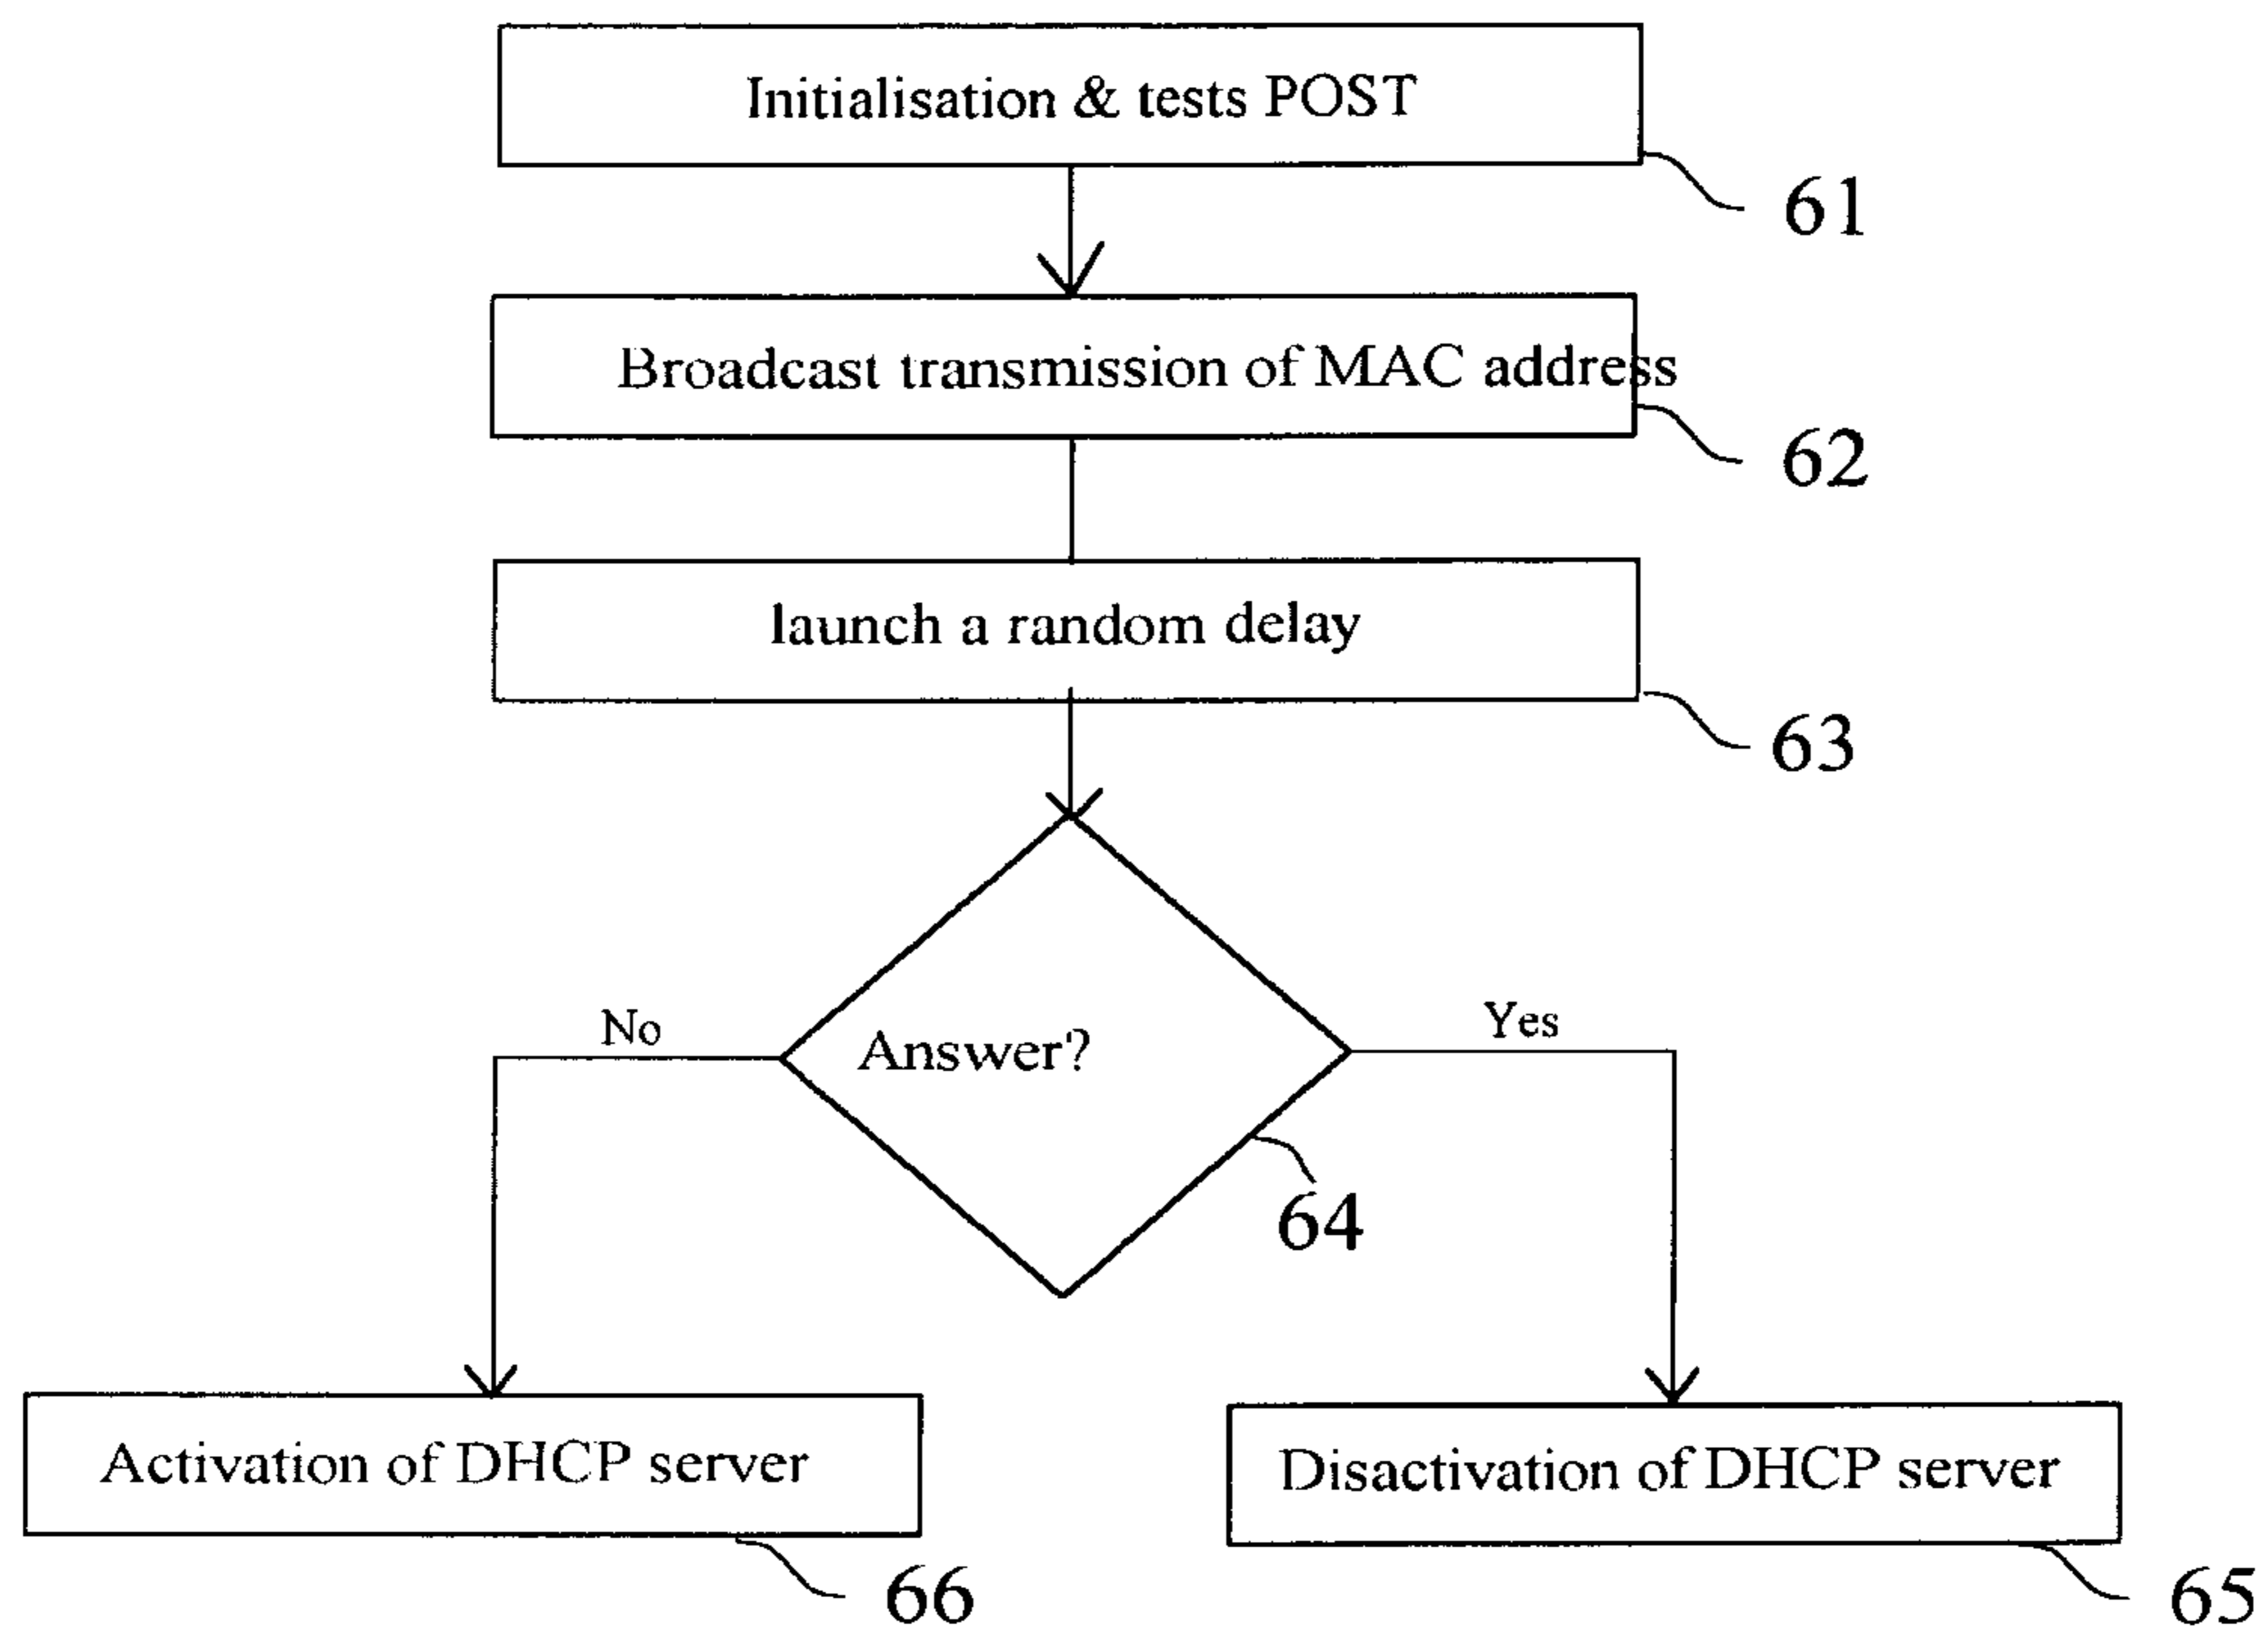 Initialisation & tests POST
61
Broadcast transmission of MAC address
62
launch a random delay
63
No
Answer?
Yes
64
Activation of DHCP server
Disactivation of DHCP server
66
65